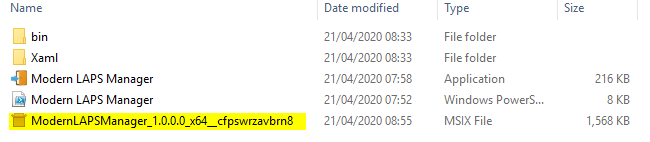 Name Date modified Type Size
bin 21/04/2020 08:33 File folder
Xaml 21/04/2020 08:33 File folder
Modern LAPS Manager 21/04/2020 07:58 Application 216 KB
Modern LAPS Manager 21/04/2020 07:52 Windows PowerS... 8 KB
ModernLAPSManager_1.0.0.0_x64__cfpswrzavbrn8 21/04/2020 08:55 MSIX File 1,568 KB